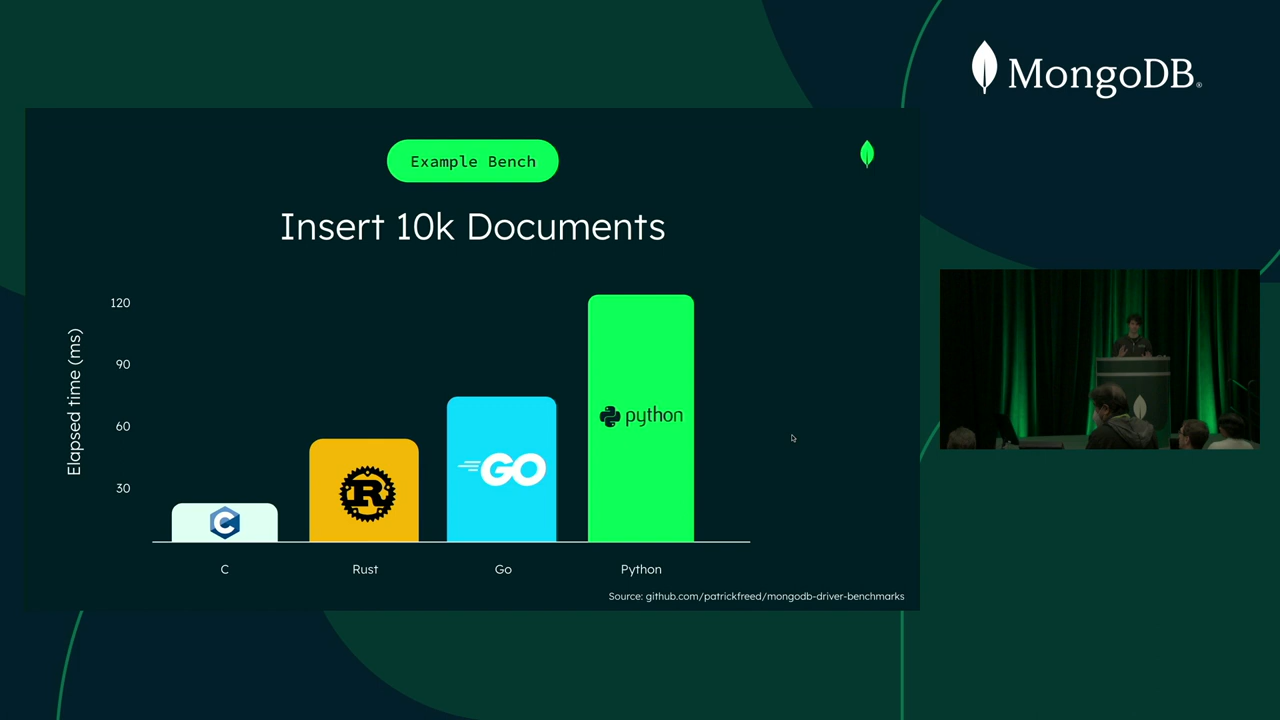 MongoDB®
Example Bench
Insert 10k Documents
Elapsed time (ms)
120
90
60
30
C
R
GO
python
C
Rust
Go
Python
Source: github.com/patrickfreed/mongodb-driver-benchmarks